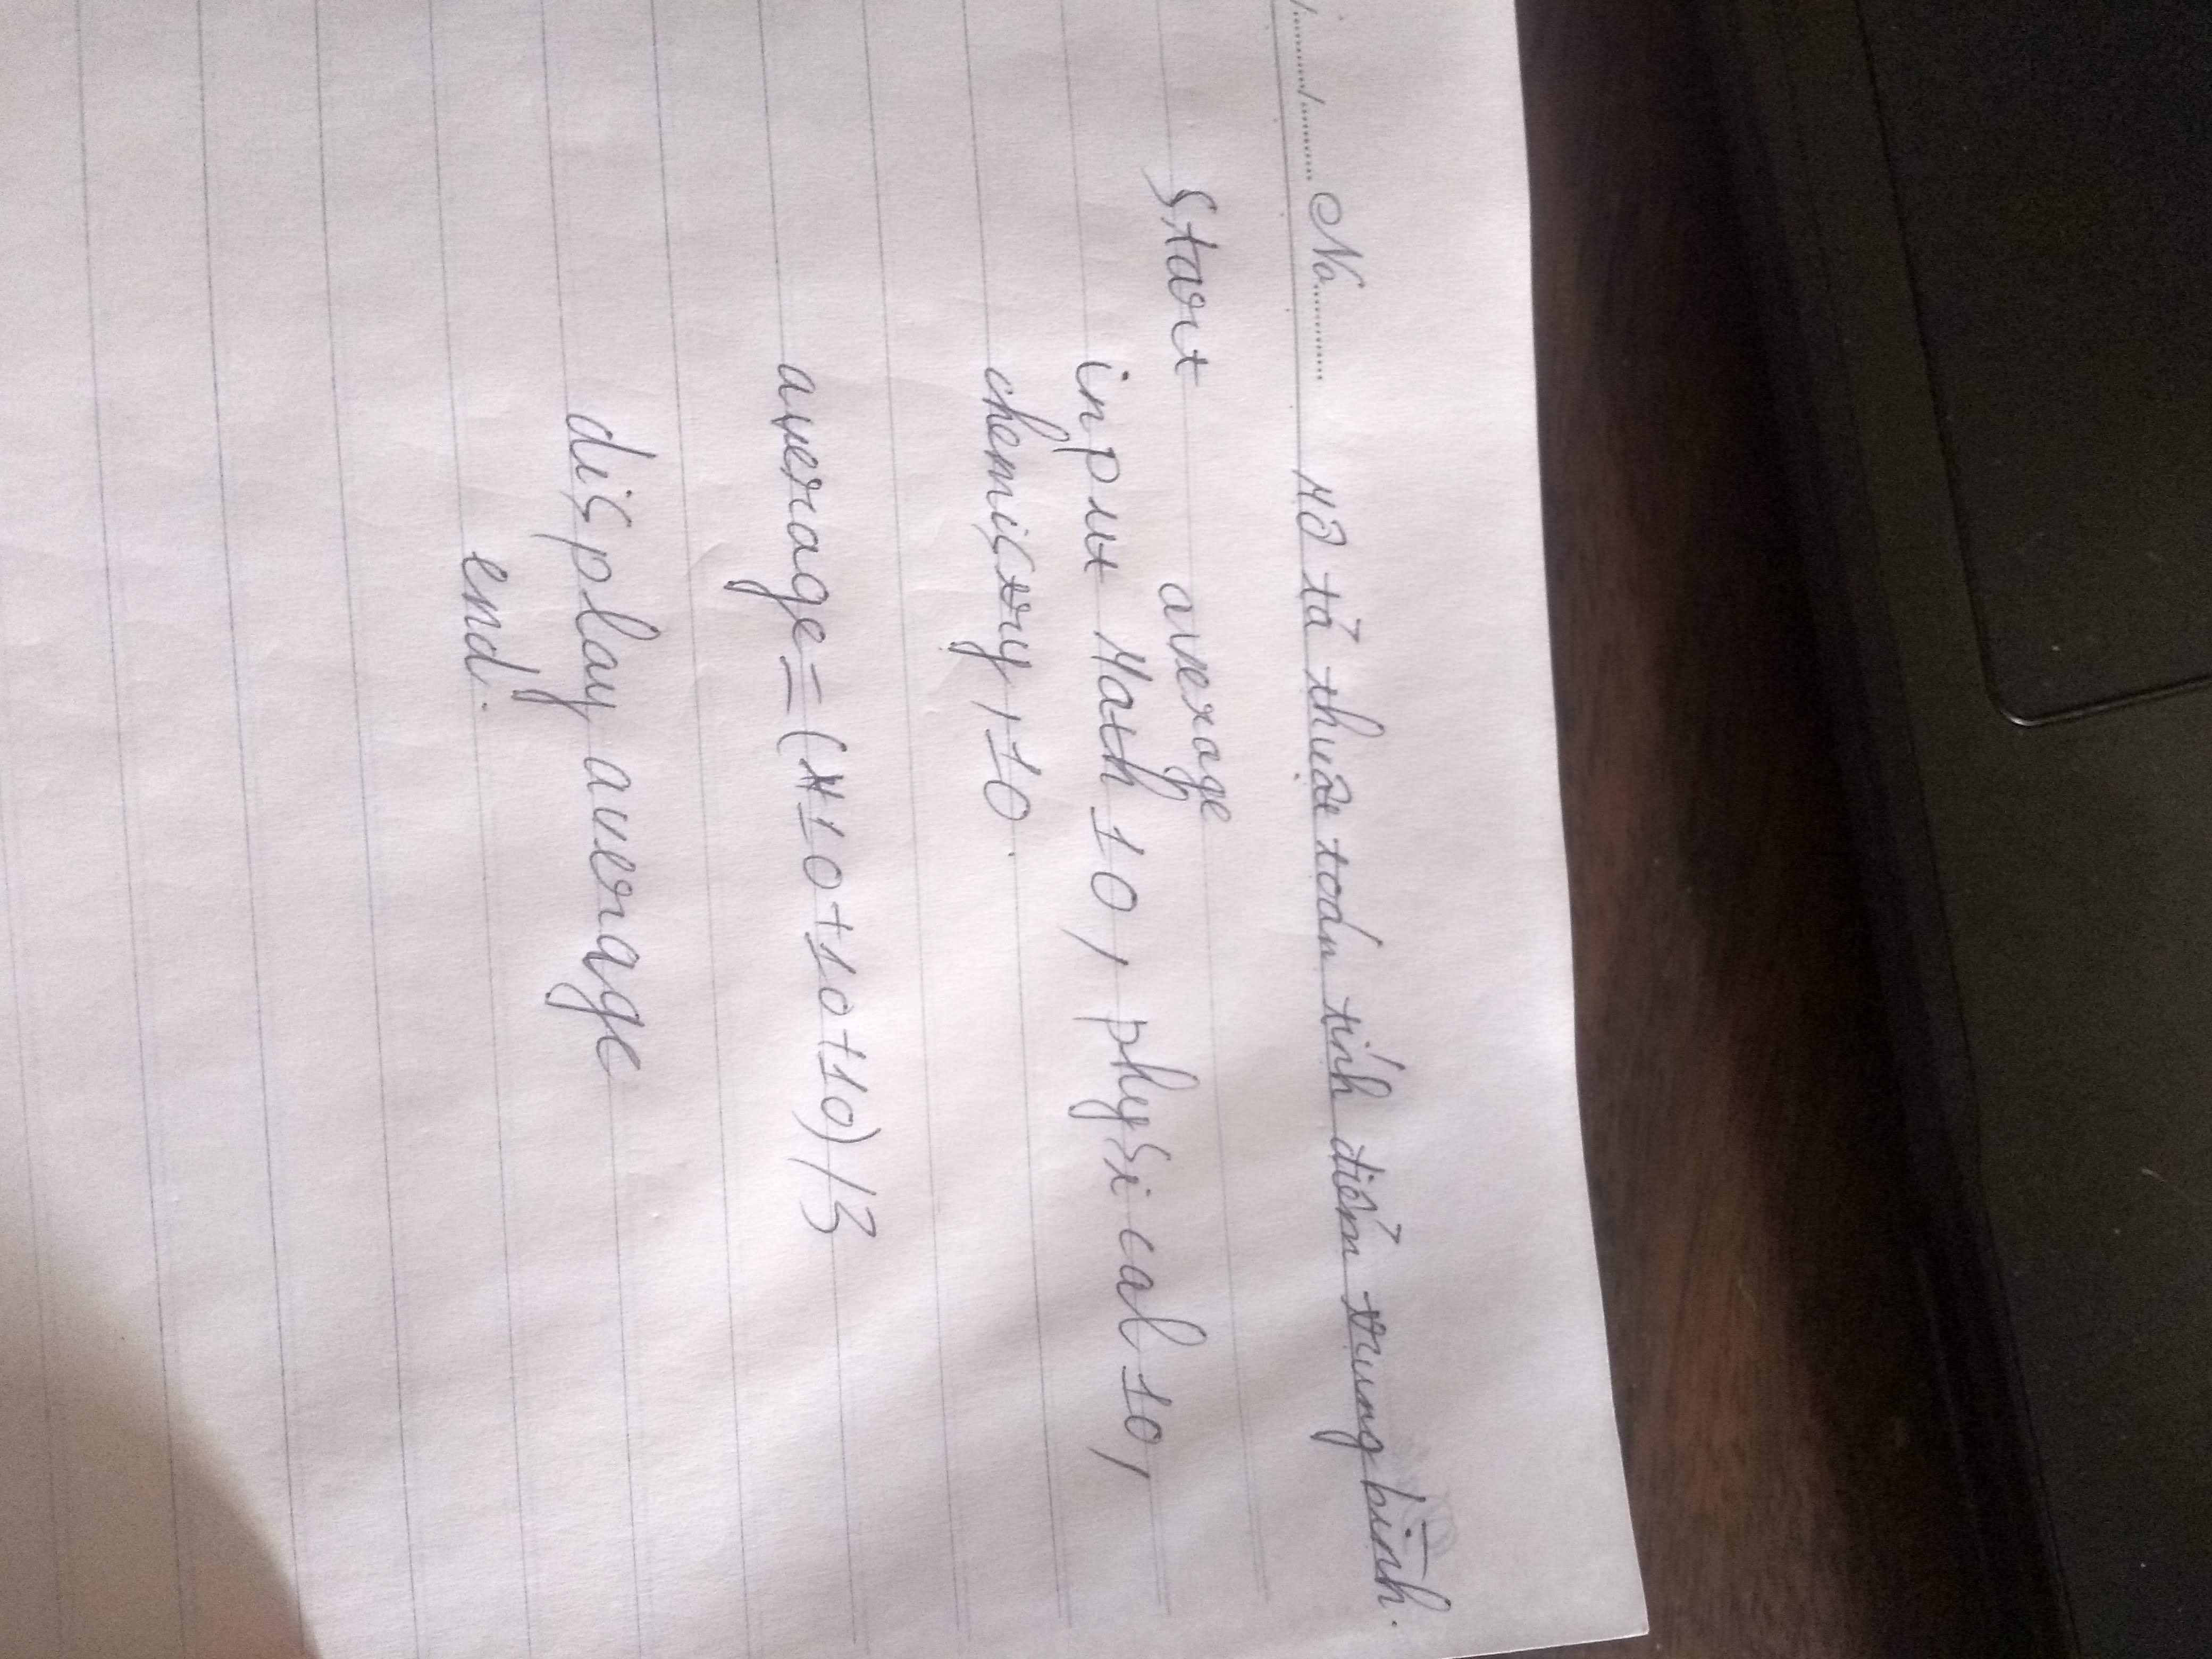 No............ Mô tả thuật toán tính điểm trung bình.
Start average
input Math 10, physical 10,
chemistry, 10.
average = (10+10+10)/3
display average
end.